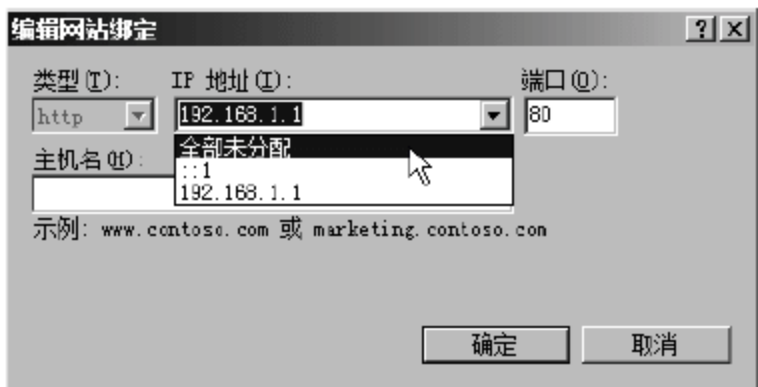 编辑网站绑定
类型(T): IP 地址(I): 端口(O):
http 192.168.1.1 80
全部未分配
主机名(H): ::1
192.168.1.1
示例: www.contoso.com 或 marketing.contoso.com
确定 取消